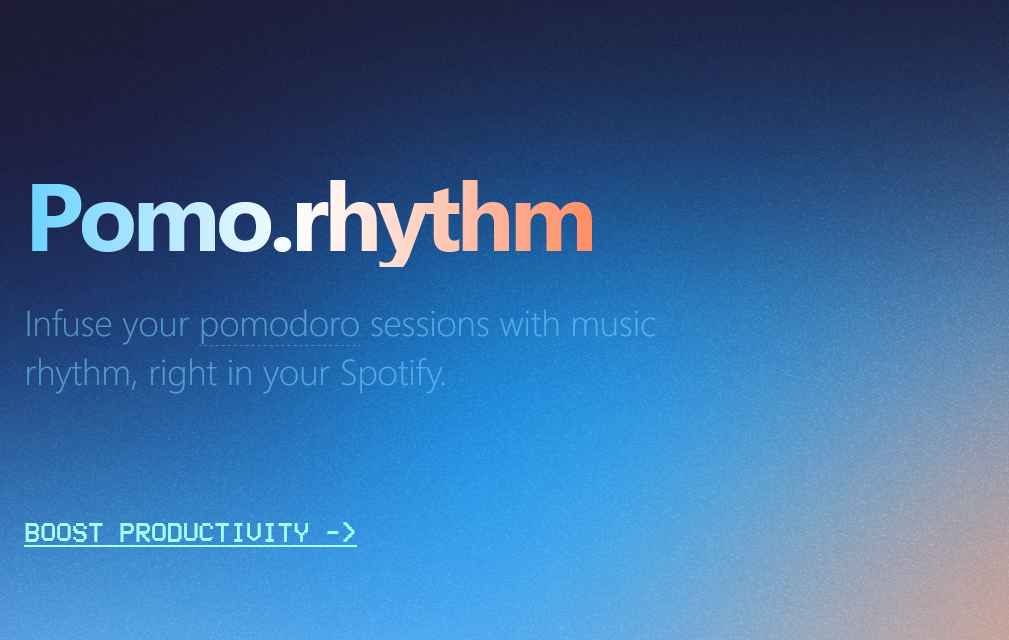 Pomo.rhythm
Infuse your pomodoro sessions with music
rhythm, right in your Spotify.
BOOST PRODUCTIVITY ->